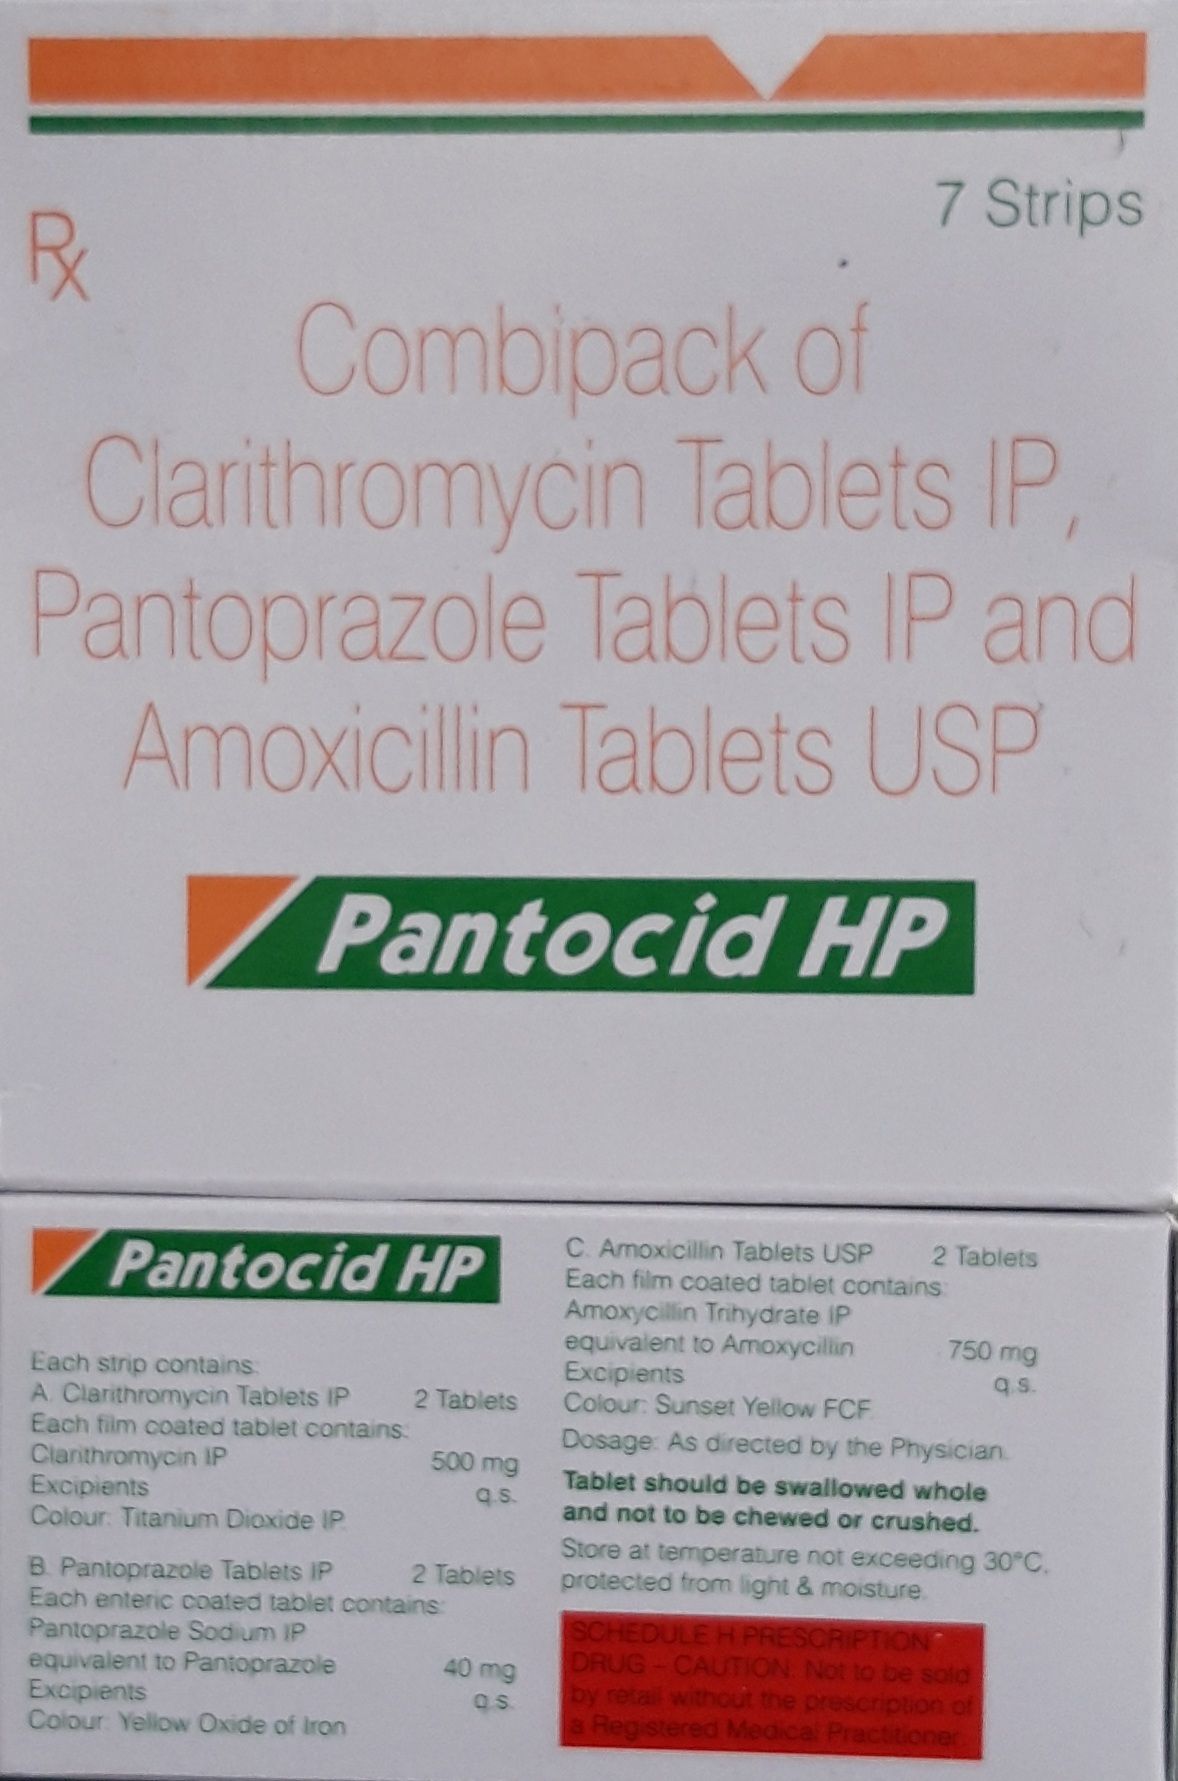 7 Strips
Rx
Combipack of
Clarithromycin Tablets IP,
Pantoprazole Tablets IP and
Amoxicillin Tablets USP
Pantocid HP
Pantocid HP
Each strip contains:
A. Clarithromycin Tablets IP 2 Tablets
Each film coated tablet contains:
Clarithromycin IP 500 mg
Excipients q.s.
Colour: Titanium Dioxide IP
B. Pantoprazole Tablets IP 2 Tablets
Each enteric coated tablet contains:
Pantoprazole Sodium IP
equivalent to Pantoprazole 40 mg
Excipients q.s.
Colour: Yellow Oxide of Iron
C. Amoxicillin Tablets USP 2 Tablets
Each film coated tablet contains:
Amoxycillin Trihydrate IP
equivalent to Amoxycillin 750 mg
Excipients q.s.
Colour: Sunset Yellow FCF
Dosage: As directed by the Physician.
Tablet should be swallowed whole
and not to be chewed or crushed.
Store at temperature not exceeding 30°C,
protected from light & moisture.
SCHEDULE H PRESCRIPTION
DRUG – CAUTION: Not to be sold
by retail without the prescription of
a Registered Medical Practitioner.